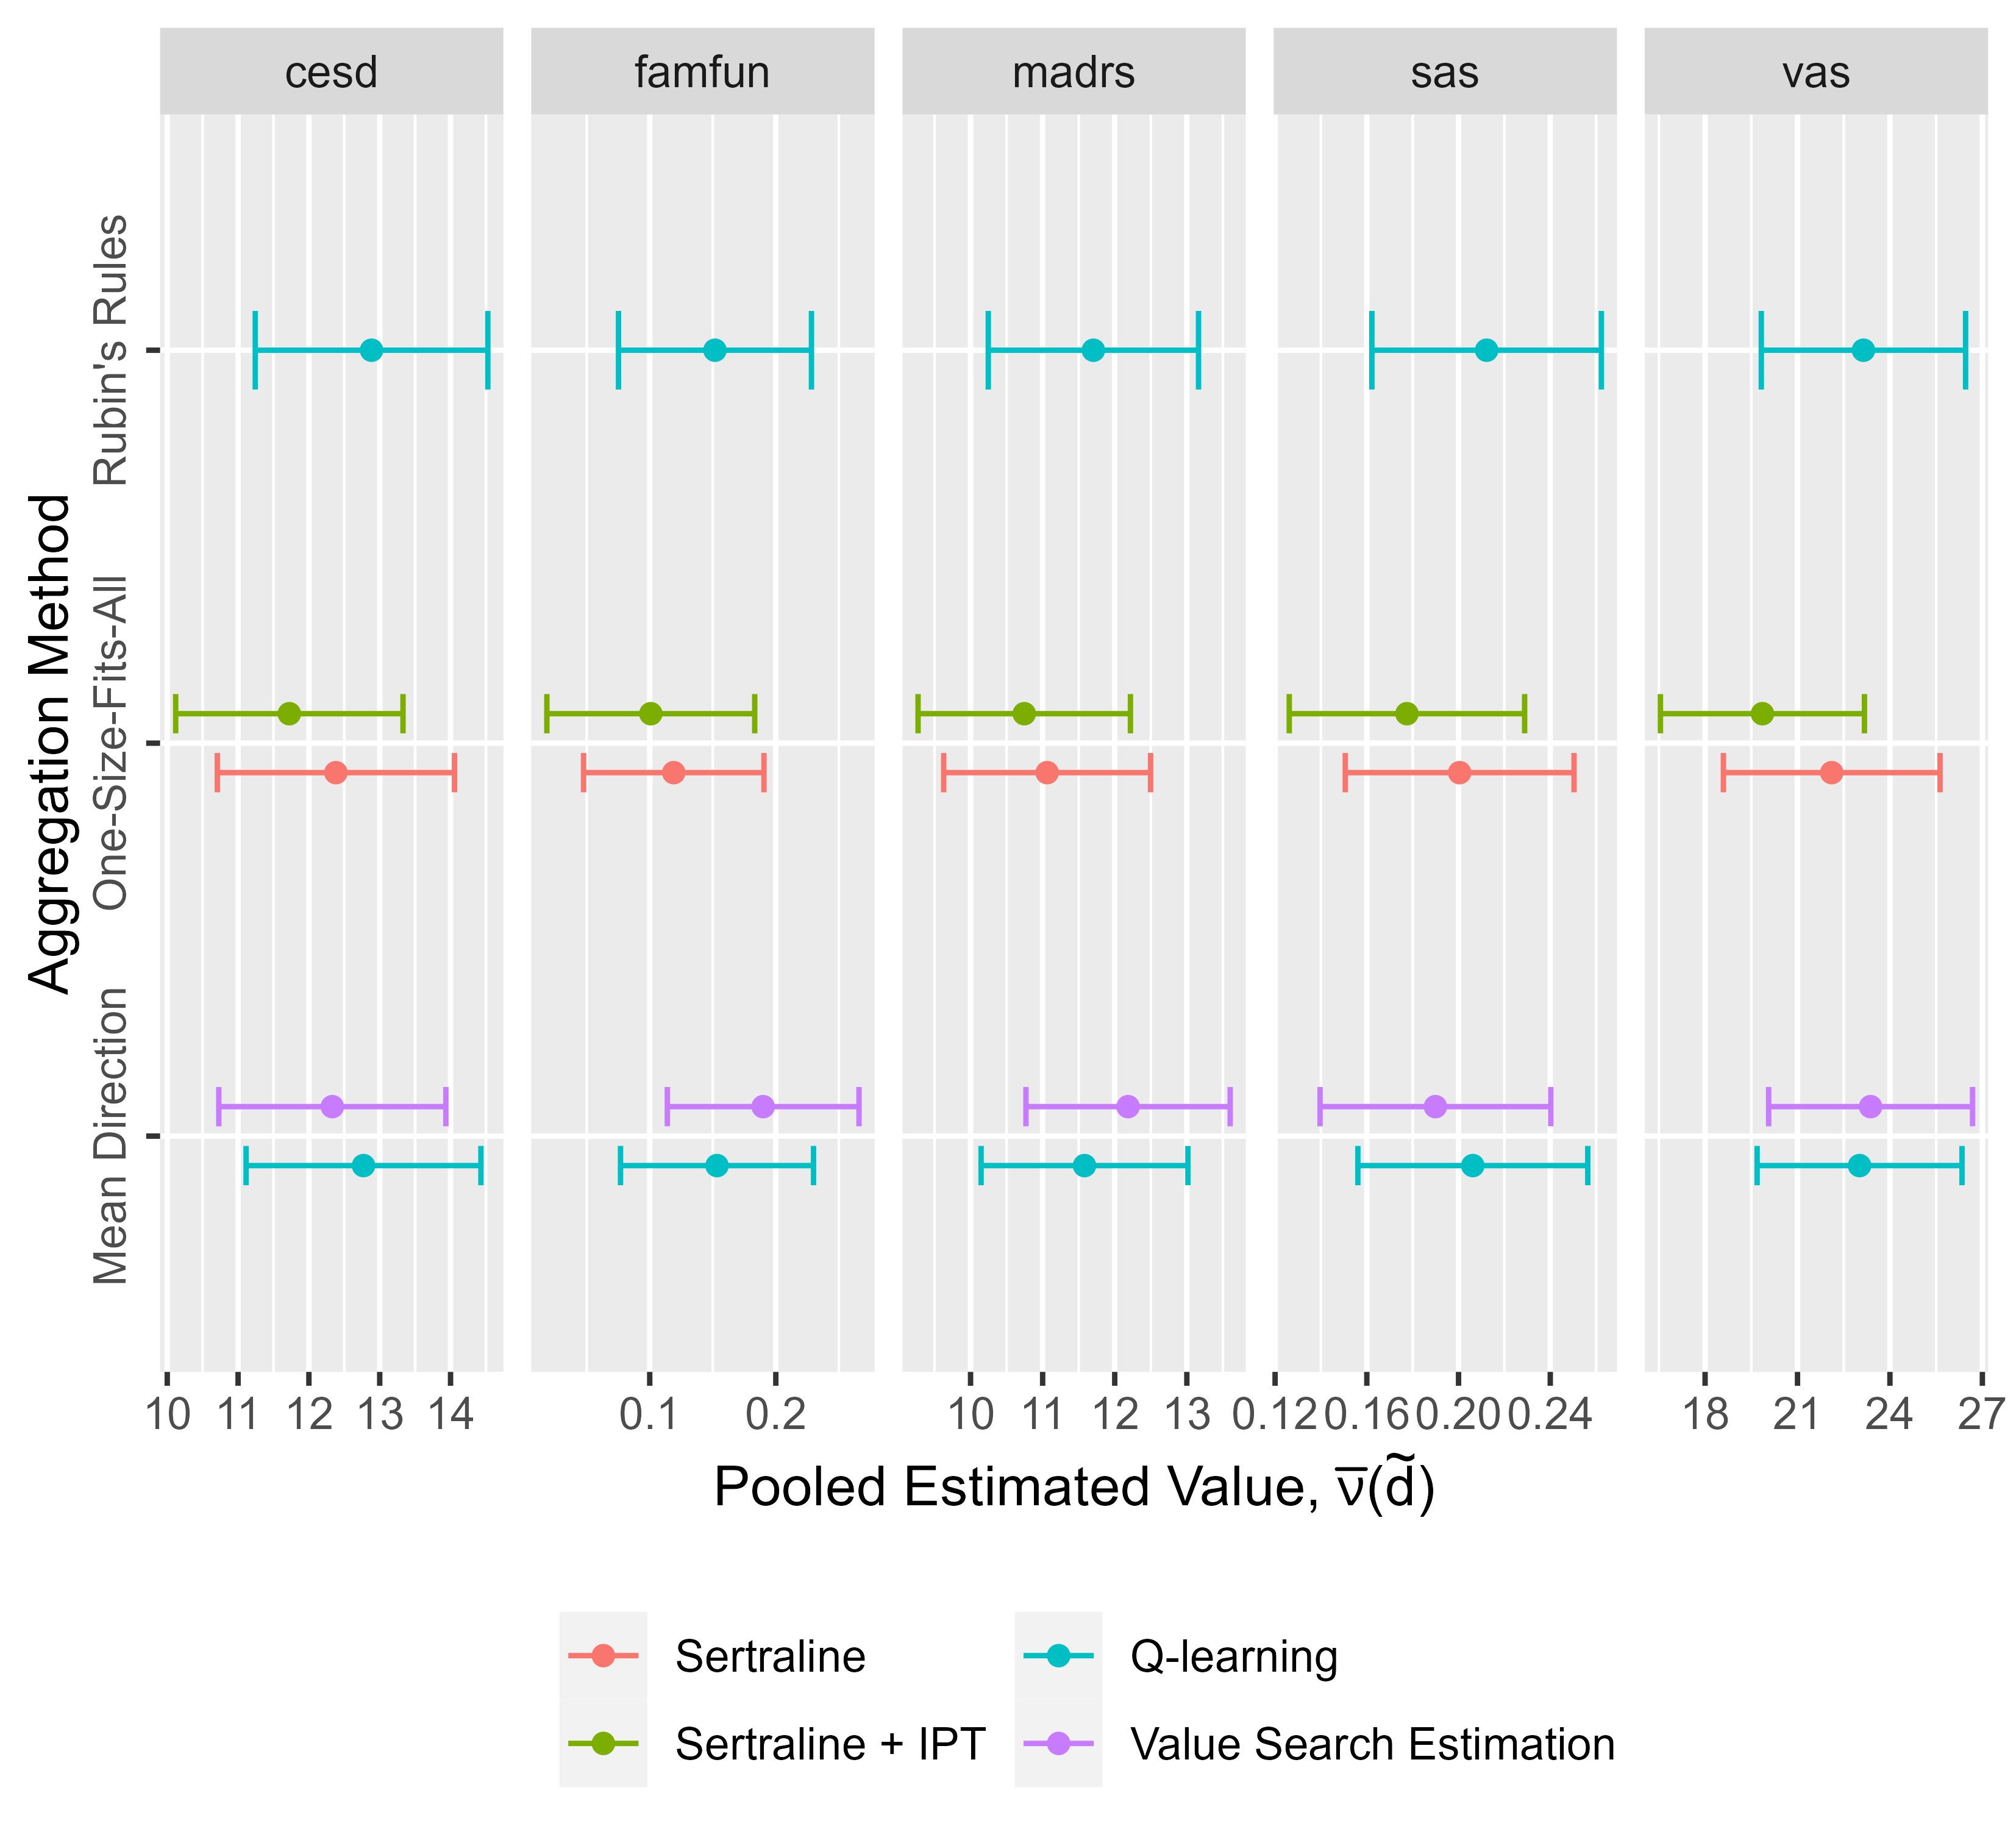 cesd famfun madrs sas vas
Aggregation Method
Rubin's Rules
One-Size-Fits-All
Mean Direction
10 11 12 13 14 0.1 0.2 10 11 12 13 0.12 0.16 0.20 0.24 18 21 24 27
Pooled Estimated Value, ν̅(d̃)
Sertraline Q-learning
Sertraline + IPT Value Search Estimation